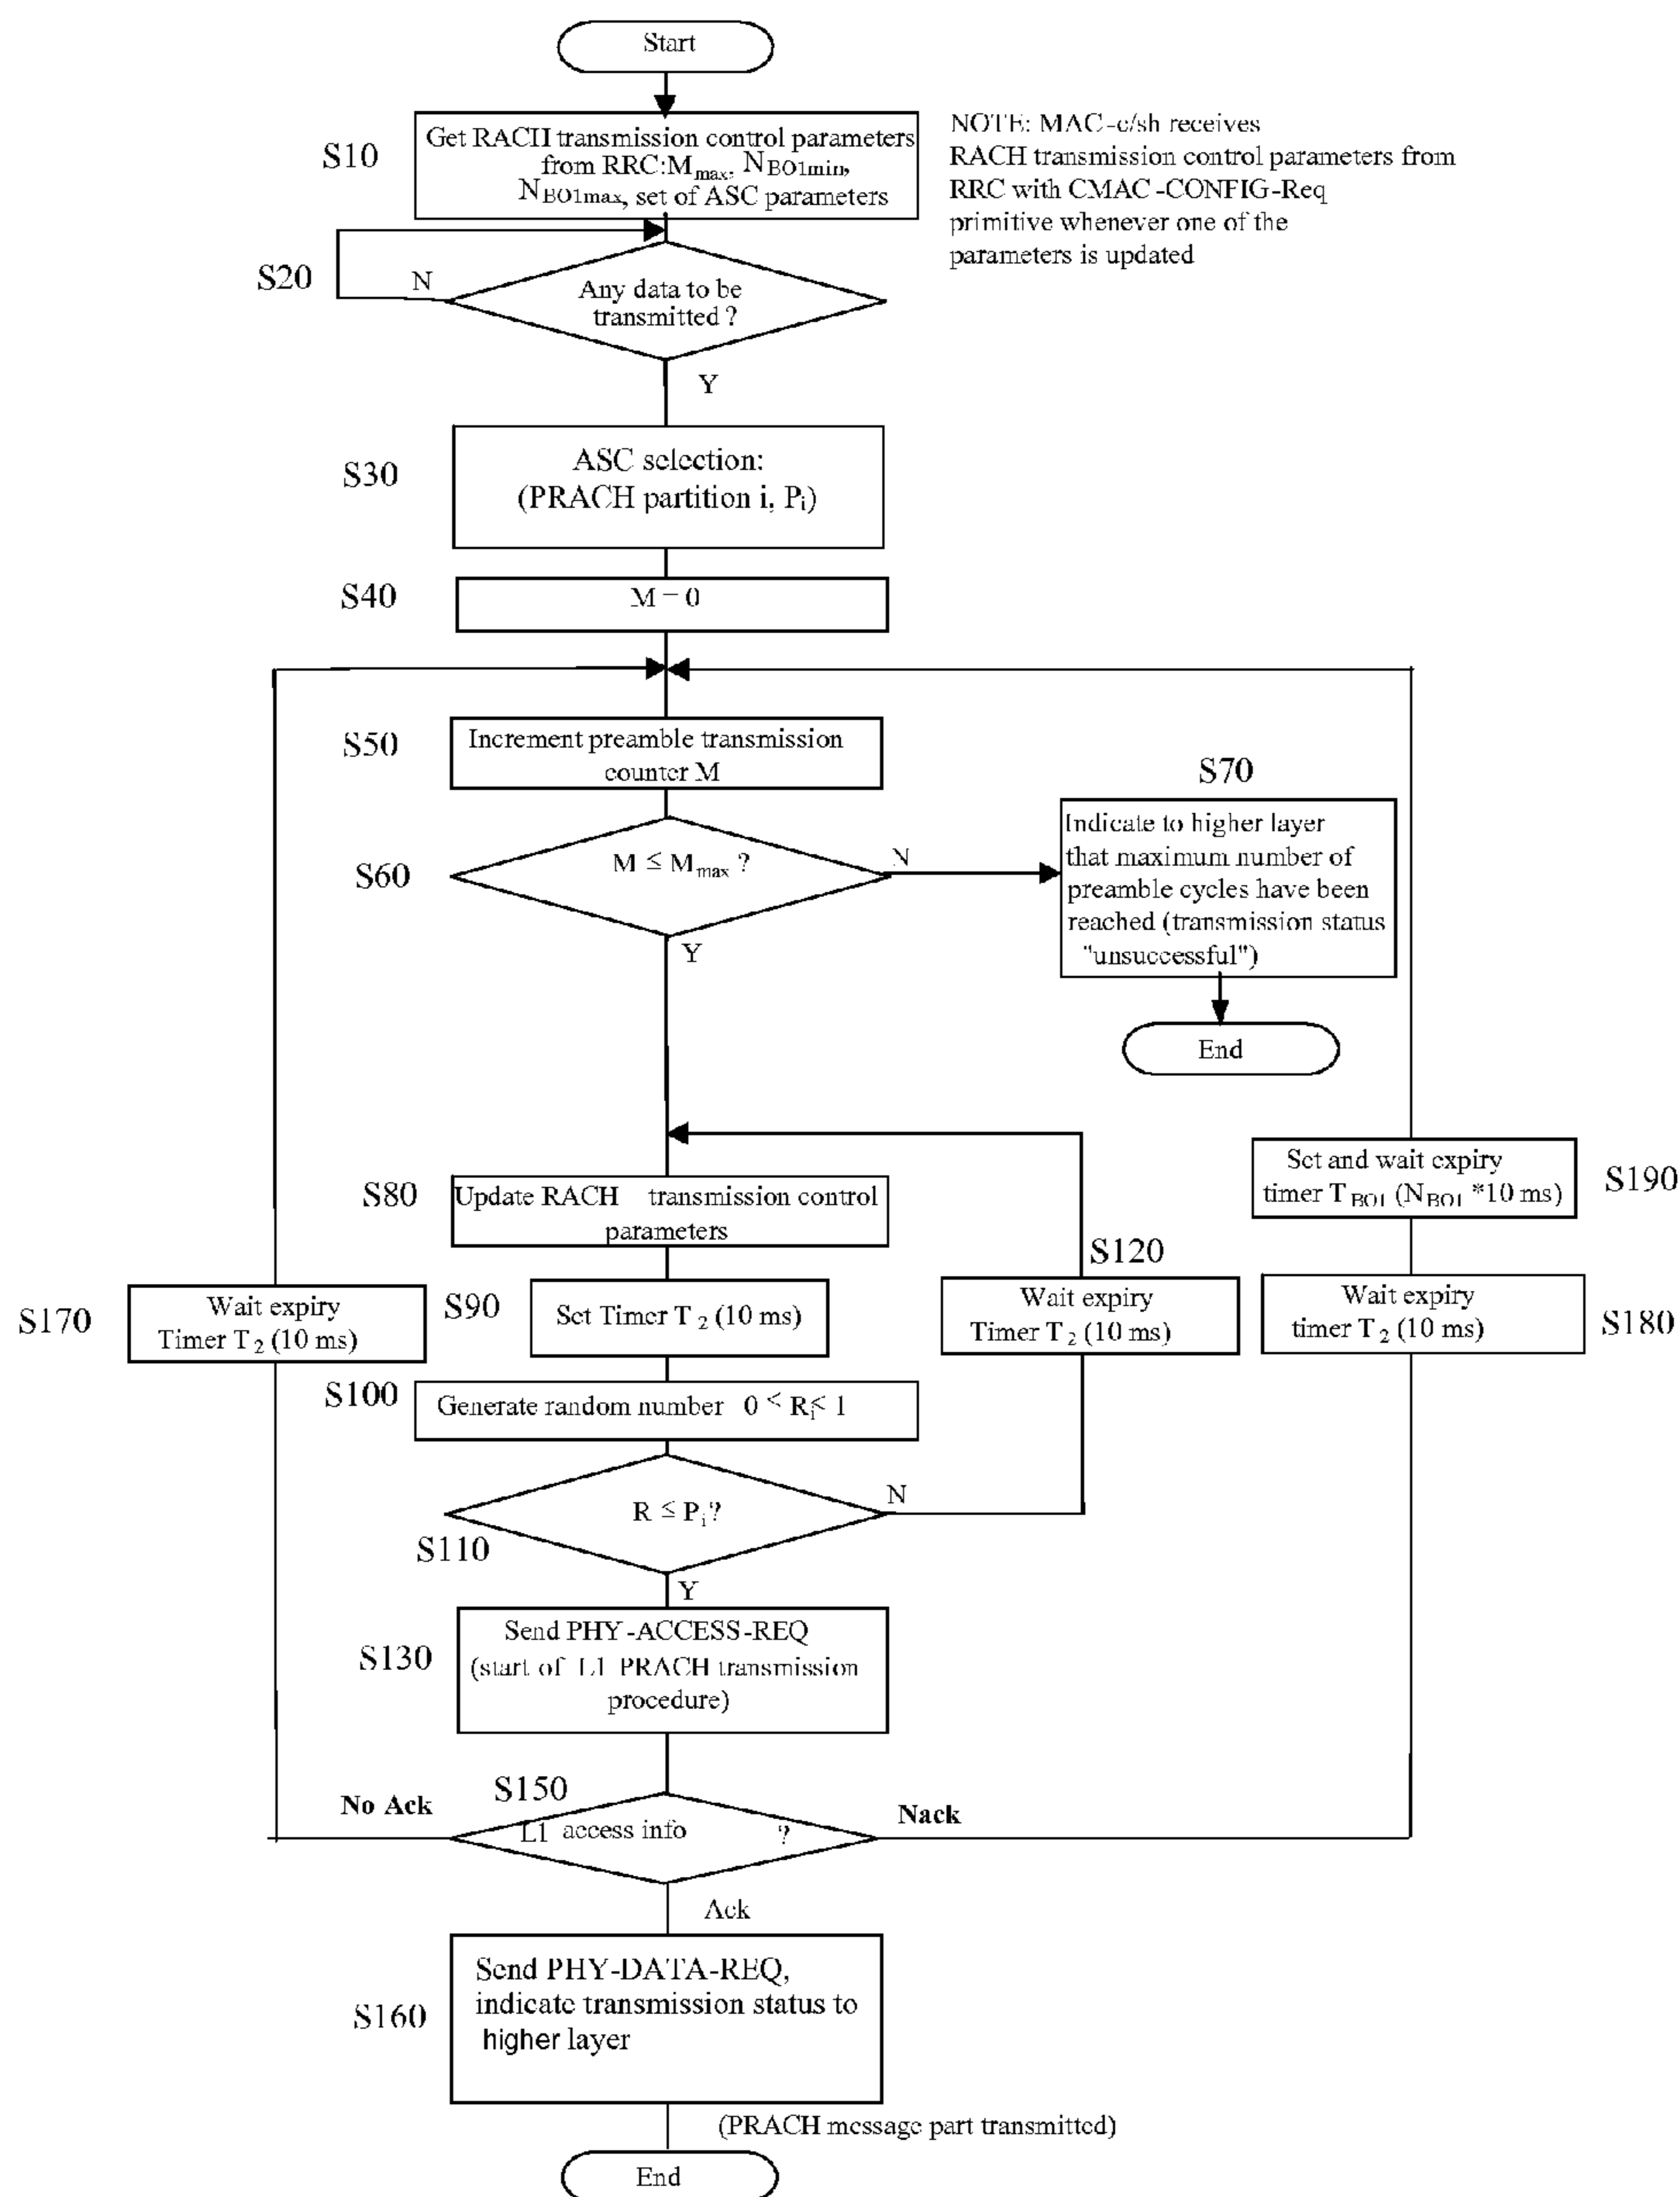 Start
S10
Get RACH transmission control parameters
from RRC:Mmax, NBO1min,
NBO1max, set of ASC parameters
NOTE: MAC-c/sh receives
RACH transmission control parameters from
RRC with CMAC-CONFIG-Req
primitive whenever one of the
parameters is updated
S20
N
Any data to be
transmitted ?
Y
S30
ASC selection:
(PRACH partition i, Pi)
S40
M = 0
S50
Increment preamble transmission
counter M
S60
M ≤ Mmax ?
N
Y
S70
Indicate to higher layer
that maximum number of
preamble cycles have been
reached (transmission status
"unsuccessful")
End
S80
Update RACH transmission control
parameters
S190
Set and wait expiry
timer TBO1 (NBO1 *10 ms)
S170
Wait expiry
Timer T2 (10 ms)
S90
Set Timer T2 (10 ms)
S120
Wait expiry
Timer T2 (10 ms)
S180
Wait expiry
timer T2 (10 ms)
S100
Generate random number 0 < Ri< 1
S110
R ≤ Pi?
N
Y
S130
Send PHY-ACCESS-REQ
(start of L1 PRACH transmission
procedure)
S150
No Ack
L1 access info ?
Nack
Ack
S160
Send PHY-DATA-REQ,
indicate transmission status to
higher layer
(PRACH message part transmitted)
End